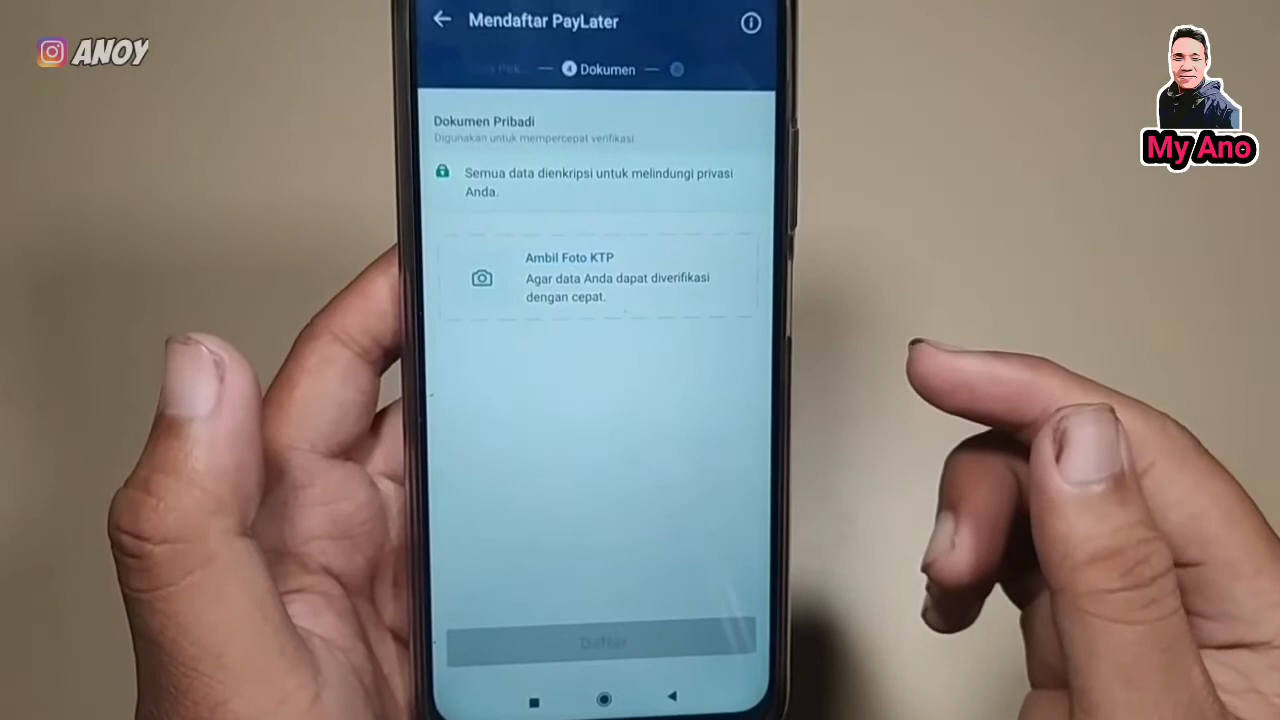 ANOY
My Ano
Mendaftar PayLater
4 Dokumen
Dokumen Pribadi
Digunakan untuk mempercepat verifikasi
Semua data dienkripsi untuk melindungi privasi
Anda.
Ambil Foto KTP
Agar data Anda dapat diverifikasi
dengan cepat.
Daftar